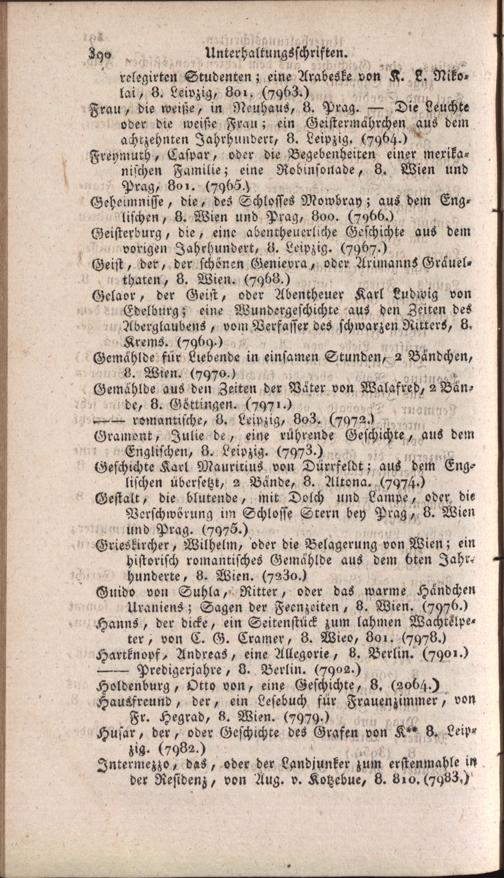 390 Unterhaltungsschriften.
relegirten Studenten; eine Arabeske von K. L. Niko-
lai, 8. Leipzig, 801. (7963.)
Frau, die weiße, in Neuhaus, 8. Prag. — Die Leuchte
oder die weiße Frau; ein Geistermährchen aus dem
achtzehnten Jahrhundert, 8. Leipzig. (7964.)
Freymuth, Caspar, oder die Begebenheiten einer merika-
nischen Familie; eine Robinsonade, 8. Wien und
Prag, 801. (7965.)
Geheimnisse, die, des Schlosses Mowbray; aus dem Eng-
lischen, 8. Wien und Prag, 800. (7966.)
Geisterburg, die, eine abentheuerliche Geschichte aus dem
vorigen Jahrhundert, 8. Leipzig. (7967.)
Geist, der, der schönen Genievra, oder Arimanns Gräuel-
thaten, 8. Wien. (7968.)
Gelaor, der Geist, oder Abentheuer Karl Ludwig von
Edelburg; eine Wundergeschichte aus den Zeiten des
Aberglaubens, vom Verfasser des schwarzen Ritters, 8.
Krems. (7969.)
Gemählde für Liebende in einsamen Stunden, 2 Bändchen,
8. Wien. (7970.)
Gemählde aus den Zeiten der Väter von Walafred, 2 Bän-
de, 8. Göttingen. (7971.)
—— romantische, 8. Leipzig, 803. (7972.)
Gramont, Julie de, eine rührende Geschichte, aus dem
Englischen, 8. Leipzig. (7973.)
Geschichte Karl Mauritius von Dürrfeldt; aus dem Eng-
lischen übersetzt, 2 Bände, 8. Altona. (7974.)
Gestalt, die blutende, mit Dolch und Lampe, oder die
Verschwörung im Schlosse Stern bey Prag, 8. Wien
und Prag. (7975.)
Grieskircher, Wilhelm, oder die Belagerung von Wien; ein
historisch romantisches Gemählde aus dem 6ten Jahr-
hunderte, 8. Wien. (7230.)
Guido von Suhla, Ritter, oder das warme Händchen
Uraniens; Sagen der Feenzeiten, 8. Wien. (7976.)
Hanns, der dicke, ein Seitenstück zum lahmen Wachtelpe-
ter, von C. G. Cramer, 8. Wieo, 801. (7978.)
Hartknopf, Andreas, eine Allegorie, 8. Berlin. (7901.)
—— Predigerjahre, 8. Berlin. (7902.)
Holdenburg, Otto von, eine Geschichte, 8. (2064.)
Hausfreund, der, ein Lesebuch für Frauenzimmer, von
Fr. Hegrad, 8. Wien. (7979.)
Husar, der, oder Geschichte des Grafen von K** 8. Leip-
zig. (7982.)
Intermezzo, das, oder der Landjunker zum erstenmahle in
der Residenz, von Aug. v. Kotzebue, 8. 810. (7983.)